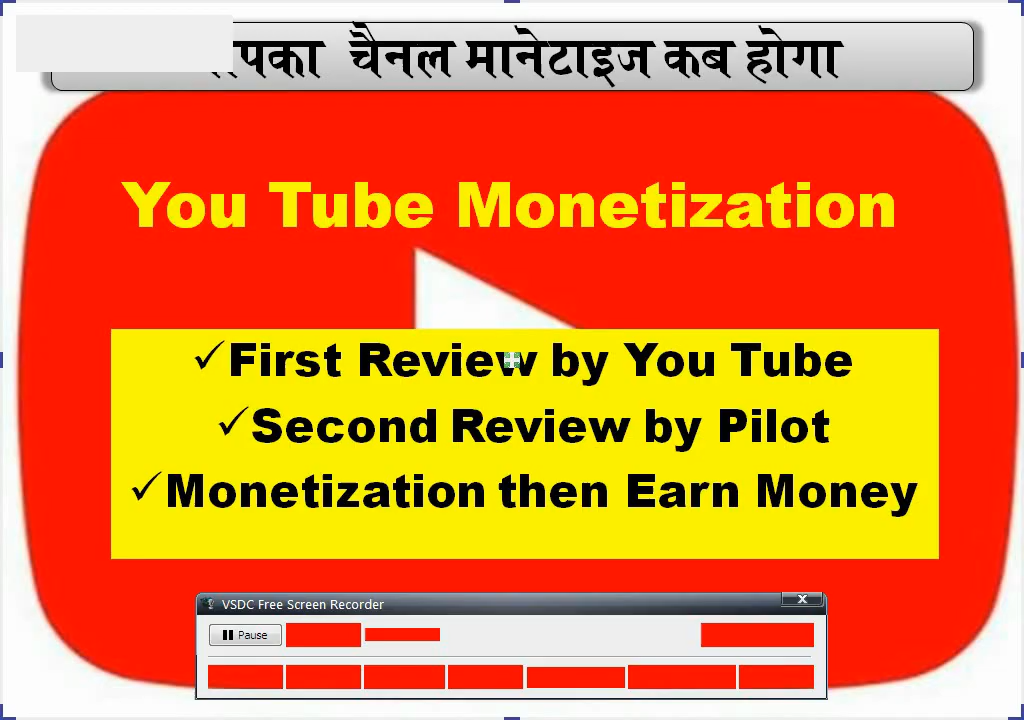 चैनल मानेटाइज कब होगा
You Tube Monetization
✓First Review by You Tube
✓Second Review by Pilot
✓Monetization then Earn Money
VSDC Free Screen Recorder
Pause